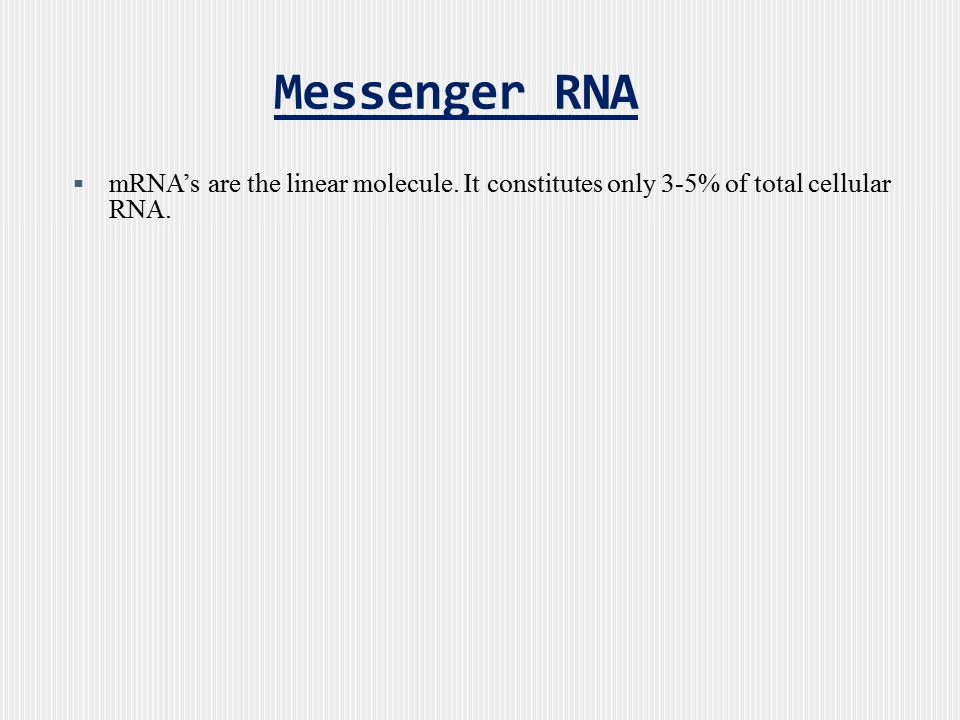 Messenger RNA
▪ mRNA’s are the linear molecule. It constitutes only 3-5% of total cellular
RNA.